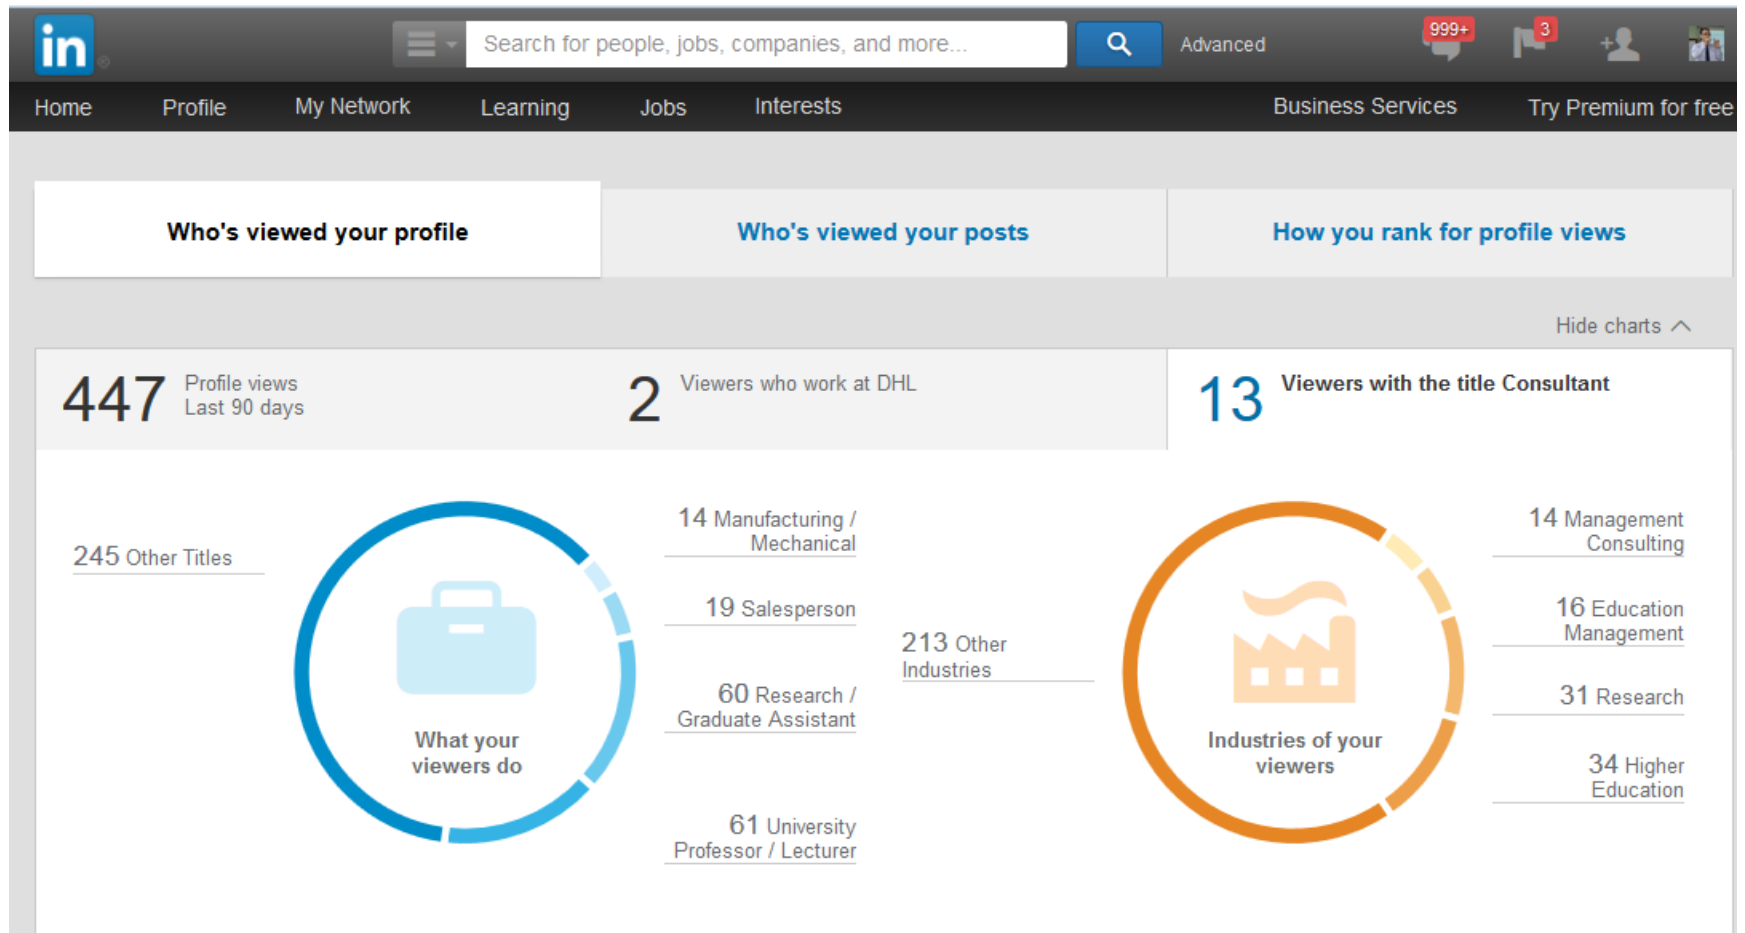 in
Search for people, jobs, companies, and more...
Advanced
999+
3
Home
Profile
My Network
Learning
Jobs
Interests
Business Services
Try Premium for free
Who's viewed your profile
Who's viewed your posts
How you rank for profile views
Hide charts
447
Profile views
Last 90 days
2
Viewers who work at DHL
13
Viewers with the title Consultant
245 Other Titles
What your
viewers do
14 Manufacturing /
Mechanical
19 Salesperson
60 Research /
Graduate Assistant
61 University
Professor / Lecturer
213 Other
Industries
Industries of your
viewers
14 Management
Consulting
16 Education
Management
31 Research
34 Higher
Education